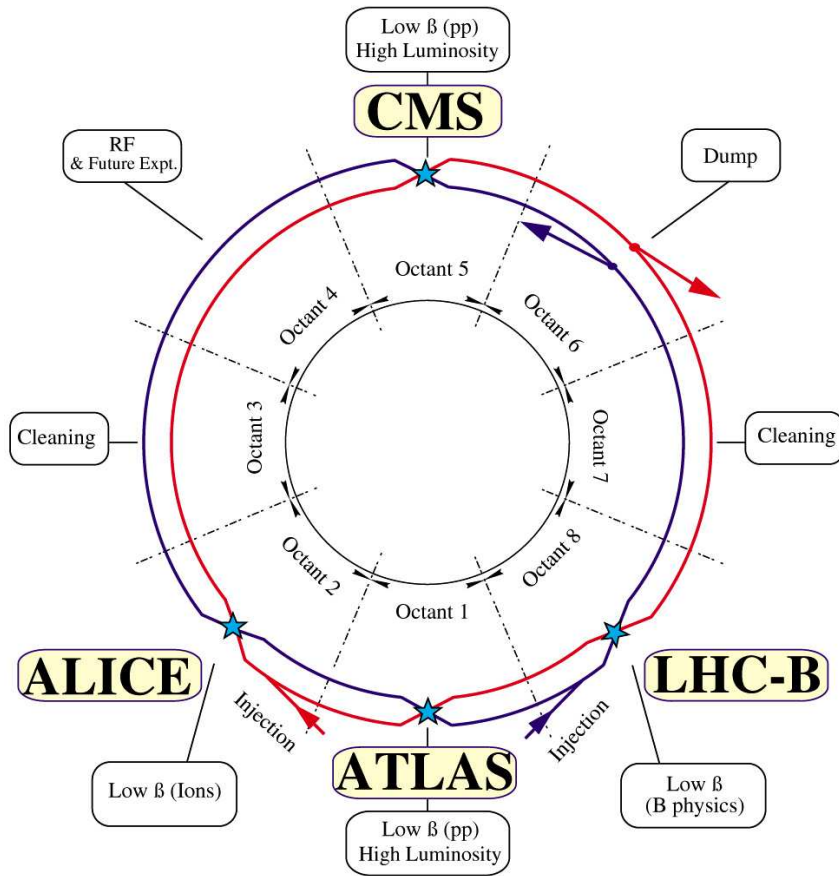 Low ß (pp)
High Luminosity
CMS
RF
& Future Expt.
Dump
Octant 5
Octant 4
Octant 6
Cleaning
Octant 3
Octant 7
Cleaning
Octant 2
Octant 8
Octant 1
ALICE
LHC-B
Injection
Injection
ATLAS
Low ß (Ions)
Low ß
(B physics)
Low ß (pp)
High Luminosity